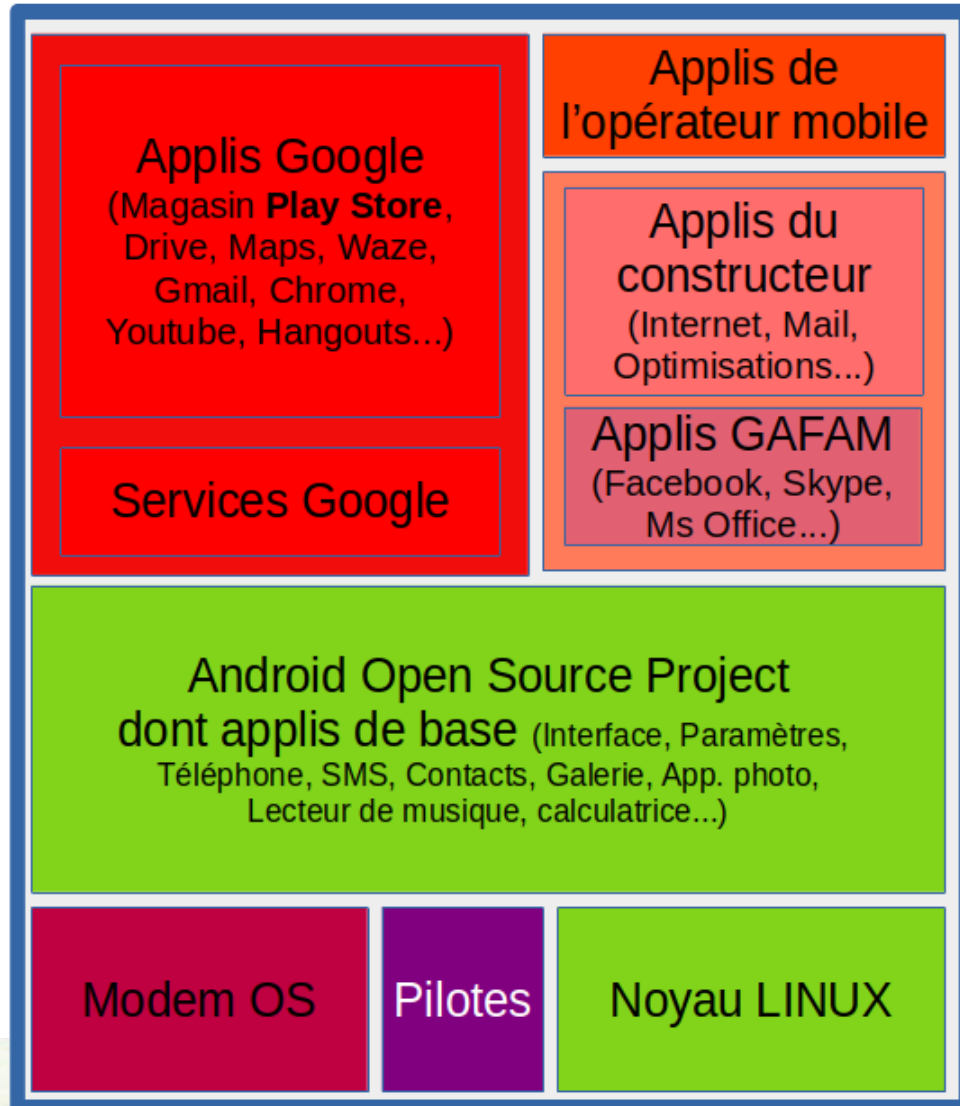 Applis Google
(Magasin Play Store,
Drive, Maps, Waze,
Gmail, Chrome,
Youtube, Hangouts...)
Services Google
Applis de
l'opérateur mobile
Applis du
constructeur
(Internet, Mail,
Optimisations...)
Applis GAFAM
(Facebook, Skype,
Ms Office...)
Android Open Source Project
dont applis de base (Interface, Paramètres,
Téléphone, SMS, Contacts, Galerie, App. photo,
Lecteur de musique, calculatrice...)
Modem OS
Pilotes
Noyau LINUX